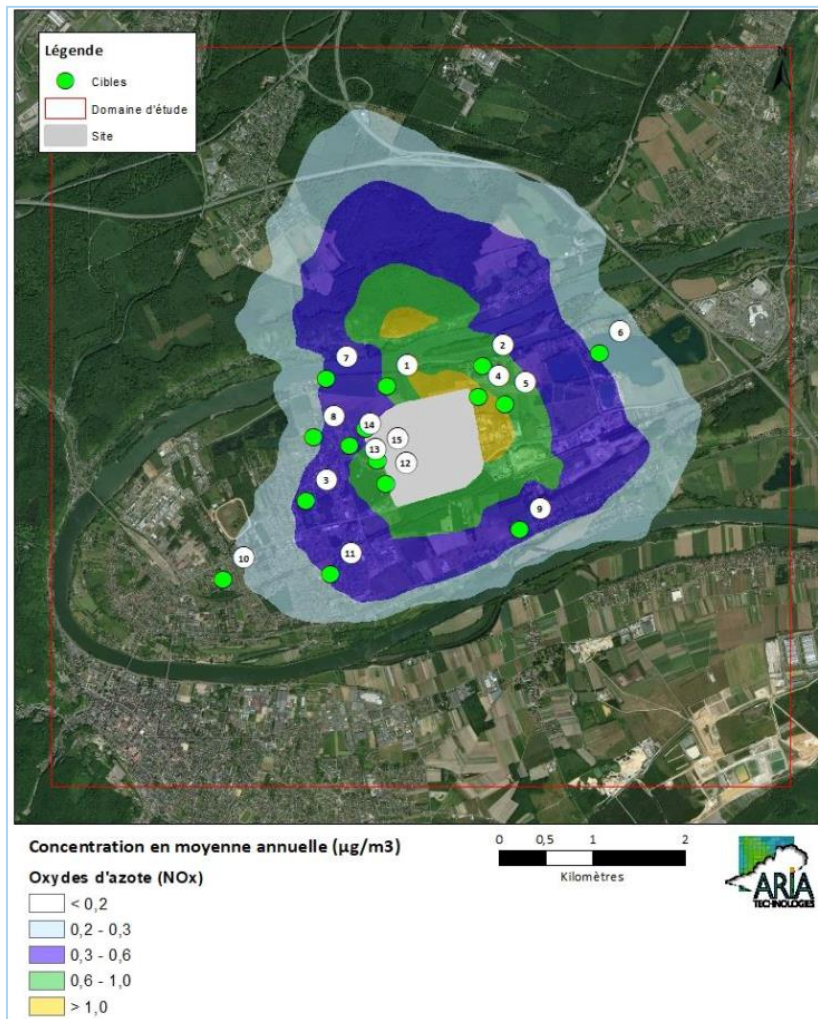 Légende
Cibles
Domaine d'étude
Site
6
2
7
1
4
5
8
14
15
13
12
3
9
11
10
Concentration en moyenne annuelle (µg/m3)
Oxydes d'azote (NOx)
< 0,2
0,2 - 0,3
0,3 - 0,6
0,6 - 1,0
> 1,0
0 0,5 1 2
Kilomètres
ARIA
TECHNOLOGIES